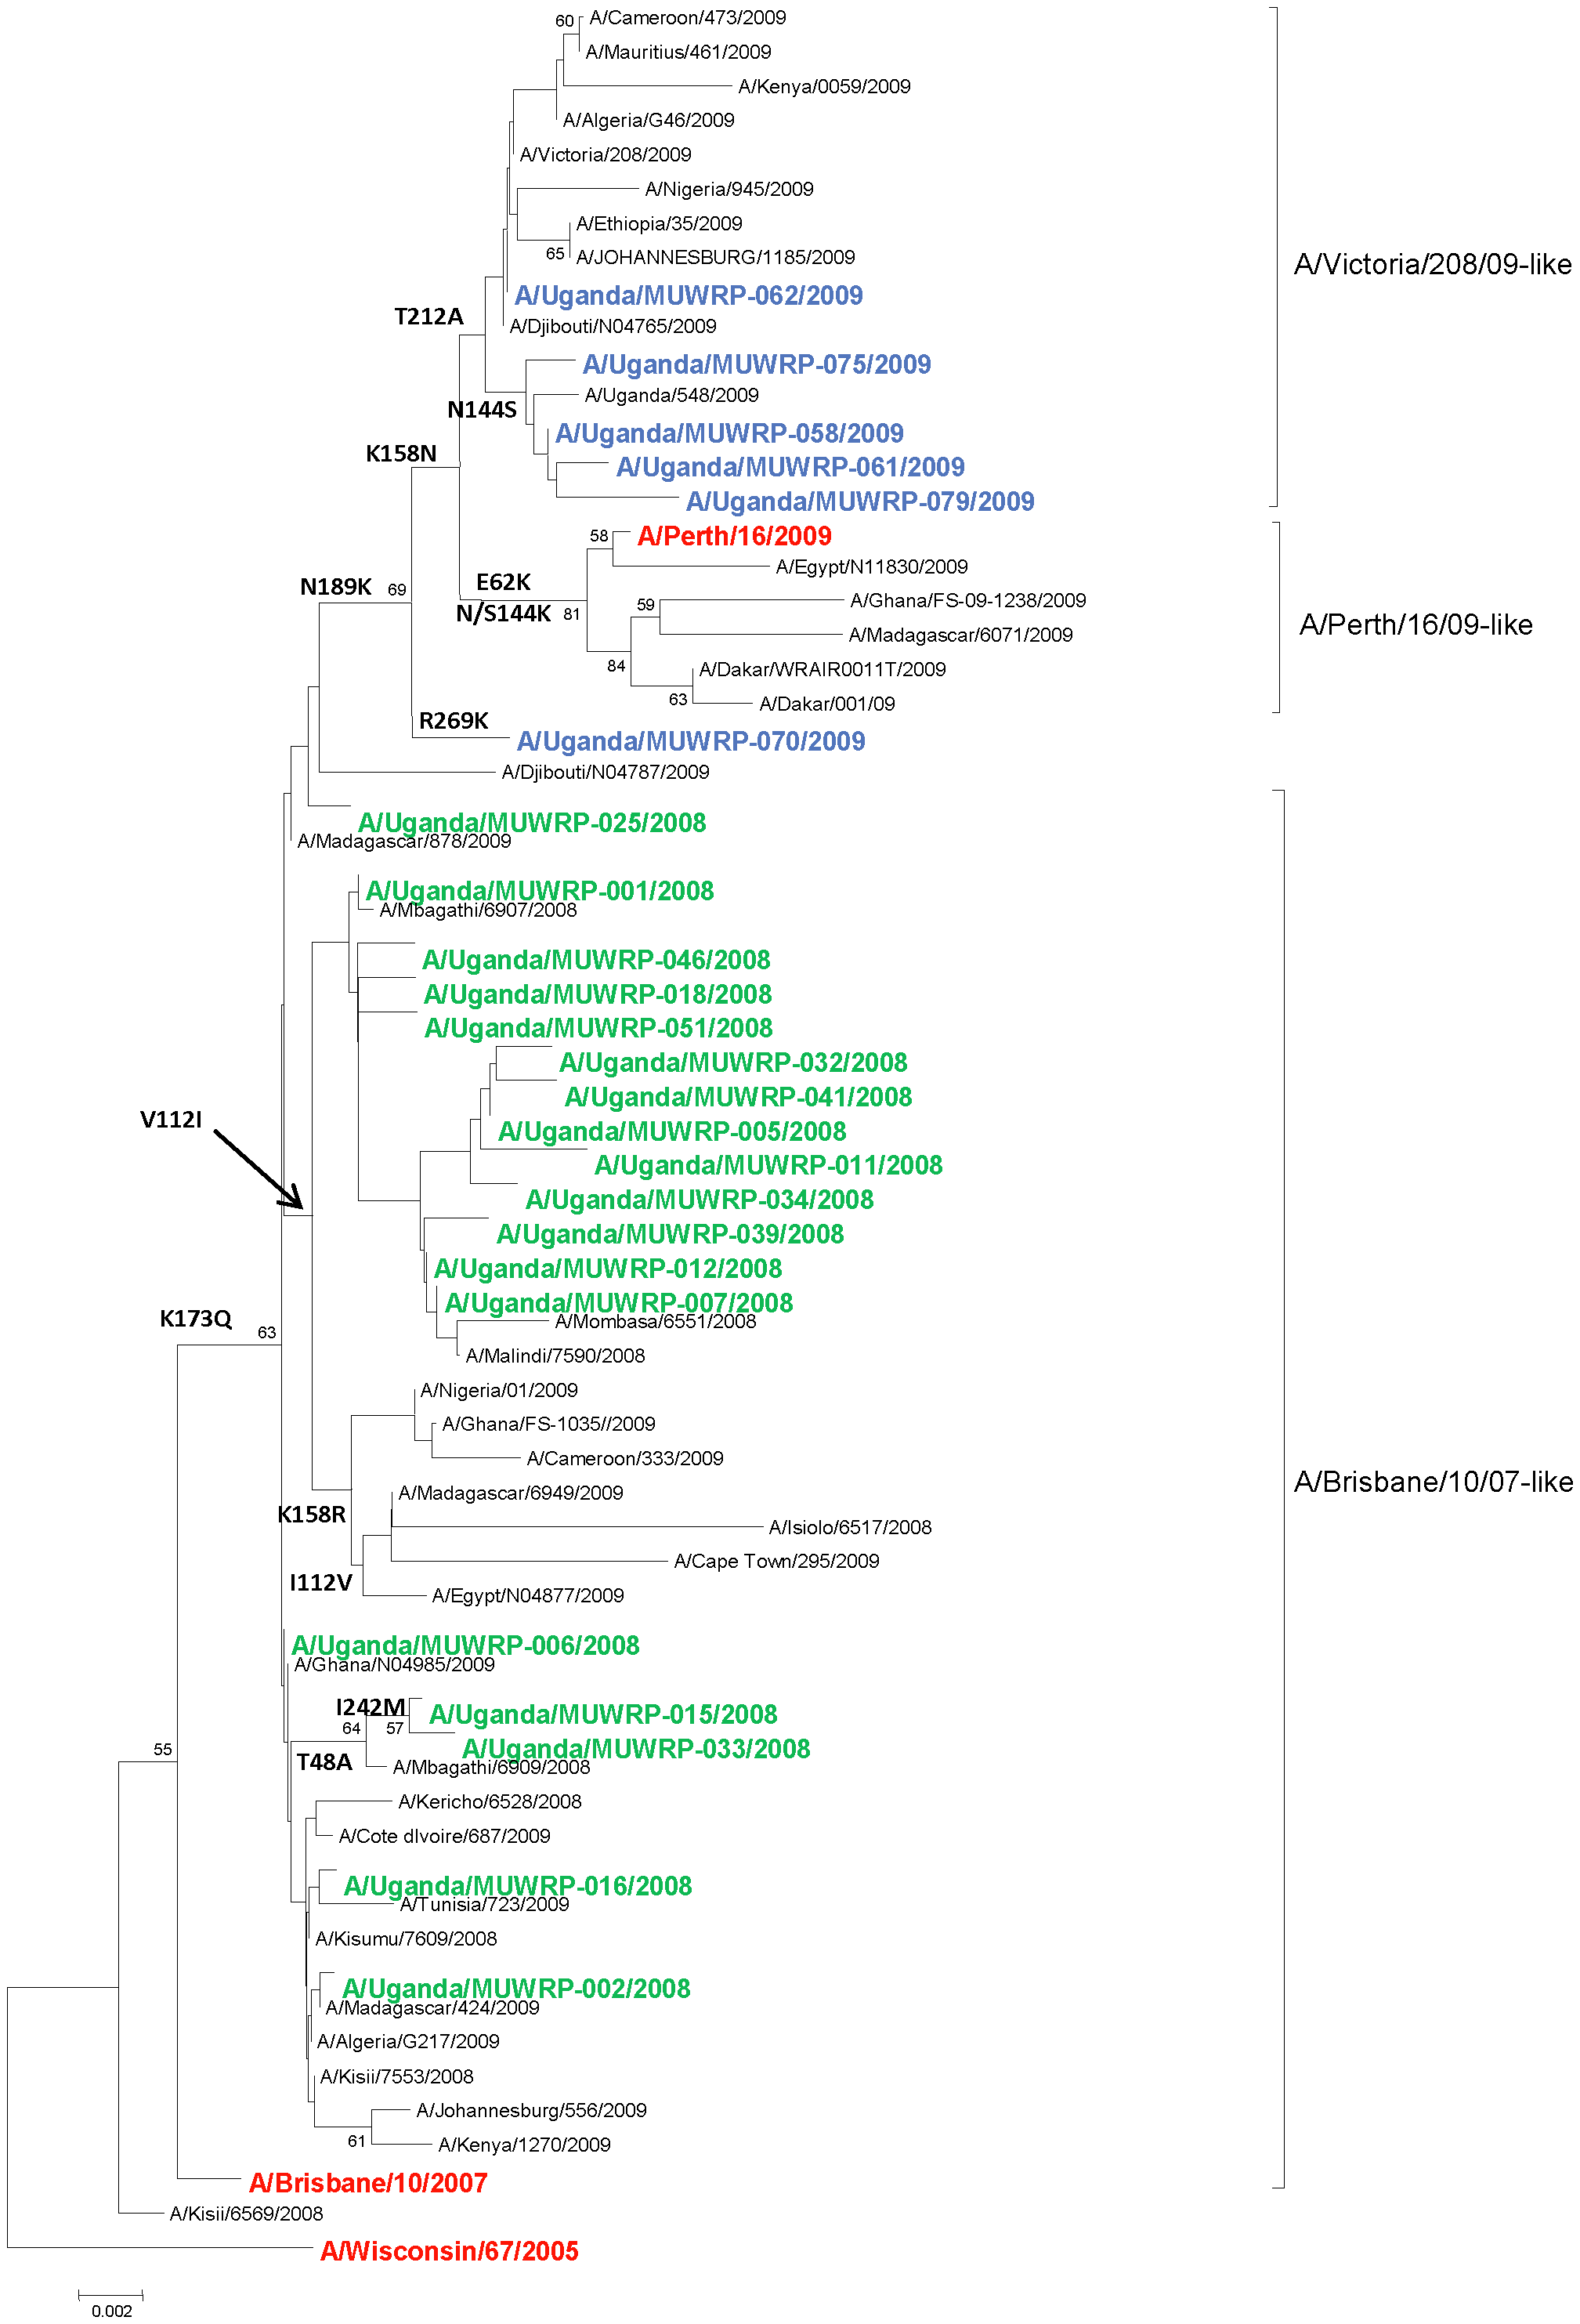 60
A/Cameroon/473/2009
A/Mauritius/461/2009
A/Kenya/0059/2009
A/Algeria/G46/2009
A/Victoria/208/2009
A/Nigeria/945/2009
A/Ethiopia/35/2009
65
A/JOHANNESBURG/1185/2009
A/Victoria/208/09-like
A/Uganda/MUWRP-062/2009
T212A
A/Djibouti/N04765/2009
A/Uganda/MUWRP-075/2009
A/Uganda/548/2009
N144S
A/Uganda/MUWRP-058/2009
K158N
A/Uganda/MUWRP-061/2009
A/Uganda/MUWRP-079/2009
58
A/Perth/16/2009
A/Egypt/N11830/2009
E62K
N189K
69
59
A/Ghana/FS-09-1238/2009
N/S144K
81
A/Perth/16/09-like
A/Madagascar/6071/2009
84
A/Dakar/WRAIR0011T/2009
63
A/Dakar/001/09
R269K
A/Uganda/MUWRP-070/2009
A/Djibouti/N04787/2009
A/Uganda/MUWRP-025/2008
A/Madagascar/878/2009
A/Uganda/MUWRP-001/2008
A/Mbagathi/6907/2008
A/Uganda/MUWRP-046/2008
A/Uganda/MUWRP-018/2008
A/Uganda/MUWRP-051/2008
A/Uganda/MUWRP-032/2008
A/Uganda/MUWRP-041/2008
V112I
A/Uganda/MUWRP-005/2008
A/Uganda/MUWRP-011/2008
A/Uganda/MUWRP-034/2008
A/Uganda/MUWRP-039/2008
A/Uganda/MUWRP-012/2008
A/Uganda/MUWRP-007/2008
K173Q
63
A/Mombasa/6551/2008
A/Malindi/7590/2008
A/Nigeria/01/2009
A/Ghana/FS-1035//2009
A/Cameroon/333/2009
A/Brisbane/10/07-like
A/Madagascar/6949/2009
K158R
A/Isiolo/6517/2008
A/Cape Town/295/2009
I112V
A/Egypt/N04877/2009
A/Uganda/MUWRP-006/2008
A/Ghana/N04985/2009
I242M
A/Uganda/MUWRP-015/2008
64
57
A/Uganda/MUWRP-033/2008
55
T48A
A/Mbagathi/6909/2008
A/Kericho/6528/2008
A/Cote dIvoire/687/2009
A/Uganda/MUWRP-016/2008
A/Tunisia/723/2009
A/Kisumu/7609/2008
A/Uganda/MUWRP-002/2008
A/Madagascar/424/2009
A/Algeria/G217/2009
A/Kisii/7553/2008
A/Johannesburg/556/2009
61
A/Kenya/1270/2009
A/Brisbane/10/2007
A/Kisii/6569/2008
A/Wisconsin/67/2005
0.002